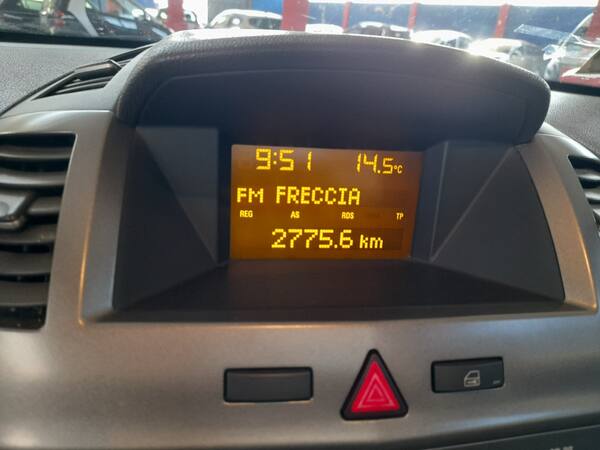 9:51 14.5°C
FM FRECCIA
REG AS RDS TP
2775.6 km